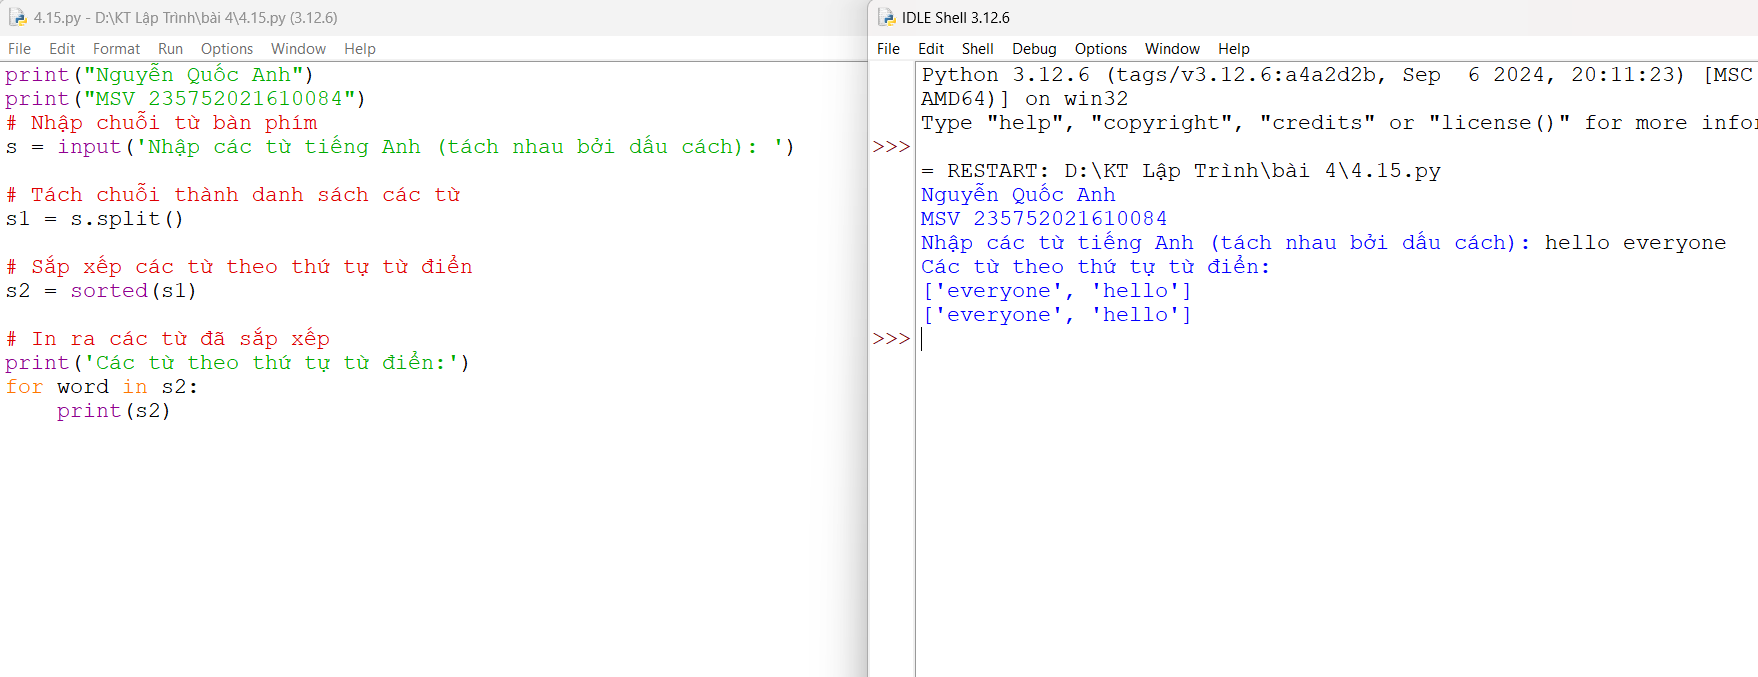 4.15.py - D:\KT Lập Trình\bài 4\4.15.py (3.12.6)
File Edit Format Run Options Window Help
print("Nguyễn Quốc Anh")
print("MSV 235752021610084")
# Nhập chuỗi từ bàn phím
s = input('Nhập các từ tiếng Anh (tách nhau bởi dấu cách): ')
# Tách chuỗi thành danh sách các từ
s1 = s.split()
# Sắp xếp các từ theo thứ tự từ điển
s2 = sorted(s1)
# In ra các từ đã sắp xếp
print('Các từ theo thứ tự từ điển:')
for word in s2:
    print(s2)
IDLE Shell 3.12.6
File Edit Shell Debug Options Window Help
Python 3.12.6 (tags/v3.12.6:a4a2d2b, Sep  6 2024, 20:11:23) [MSC
AMD64)] on win32
Type "help", "copyright", "credits" or "license()" for more infor
>>>
= RESTART: D:\KT Lập Trình\bài 4\4.15.py
Nguyễn Quốc Anh
MSV 235752021610084
Nhập các từ tiếng Anh (tách nhau bởi dấu cách): hello everyone
Các từ theo thứ tự từ điển:
['everyone', 'hello']
['everyone', 'hello']
>>>